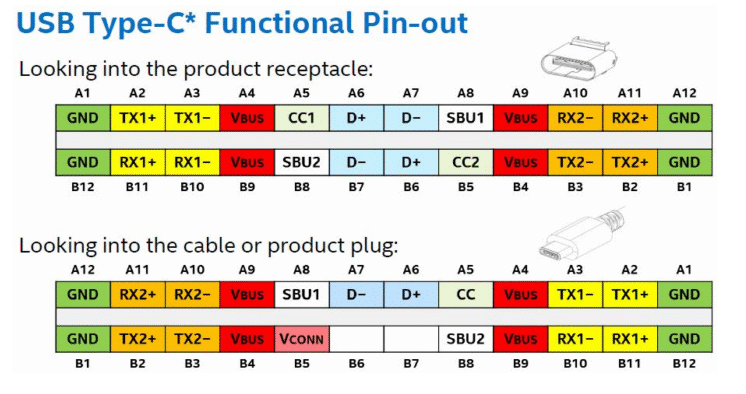 USB Type-C* Functional Pin-out
Looking into the product receptacle:
A1 A2 A3 A4 A5 A6 A7 A8 A9 A10 A11 A12
GND TX1+ TX1− VBUS CC1 D+ D− SBU1 VBUS RX2− RX2+ GND
GND RX1+ RX1− VBUS SBU2 D− D+ CC2 VBUS TX2− TX2+ GND
B12 B11 B10 B9 B8 B7 B6 B5 B4 B3 B2 B1
Looking into the cable or product plug:
A12 A11 A10 A9 A8 A7 A6 A5 A4 A3 A2 A1
GND RX2+ RX2− VBUS SBU1 D− D+ CC VBUS TX1− TX1+ GND
GND TX2+ TX2− VBUS VCONN SBU2 VBUS RX1− RX1+ GND
B1 B2 B3 B4 B5 B6 B7 B8 B9 B10 B11 B12